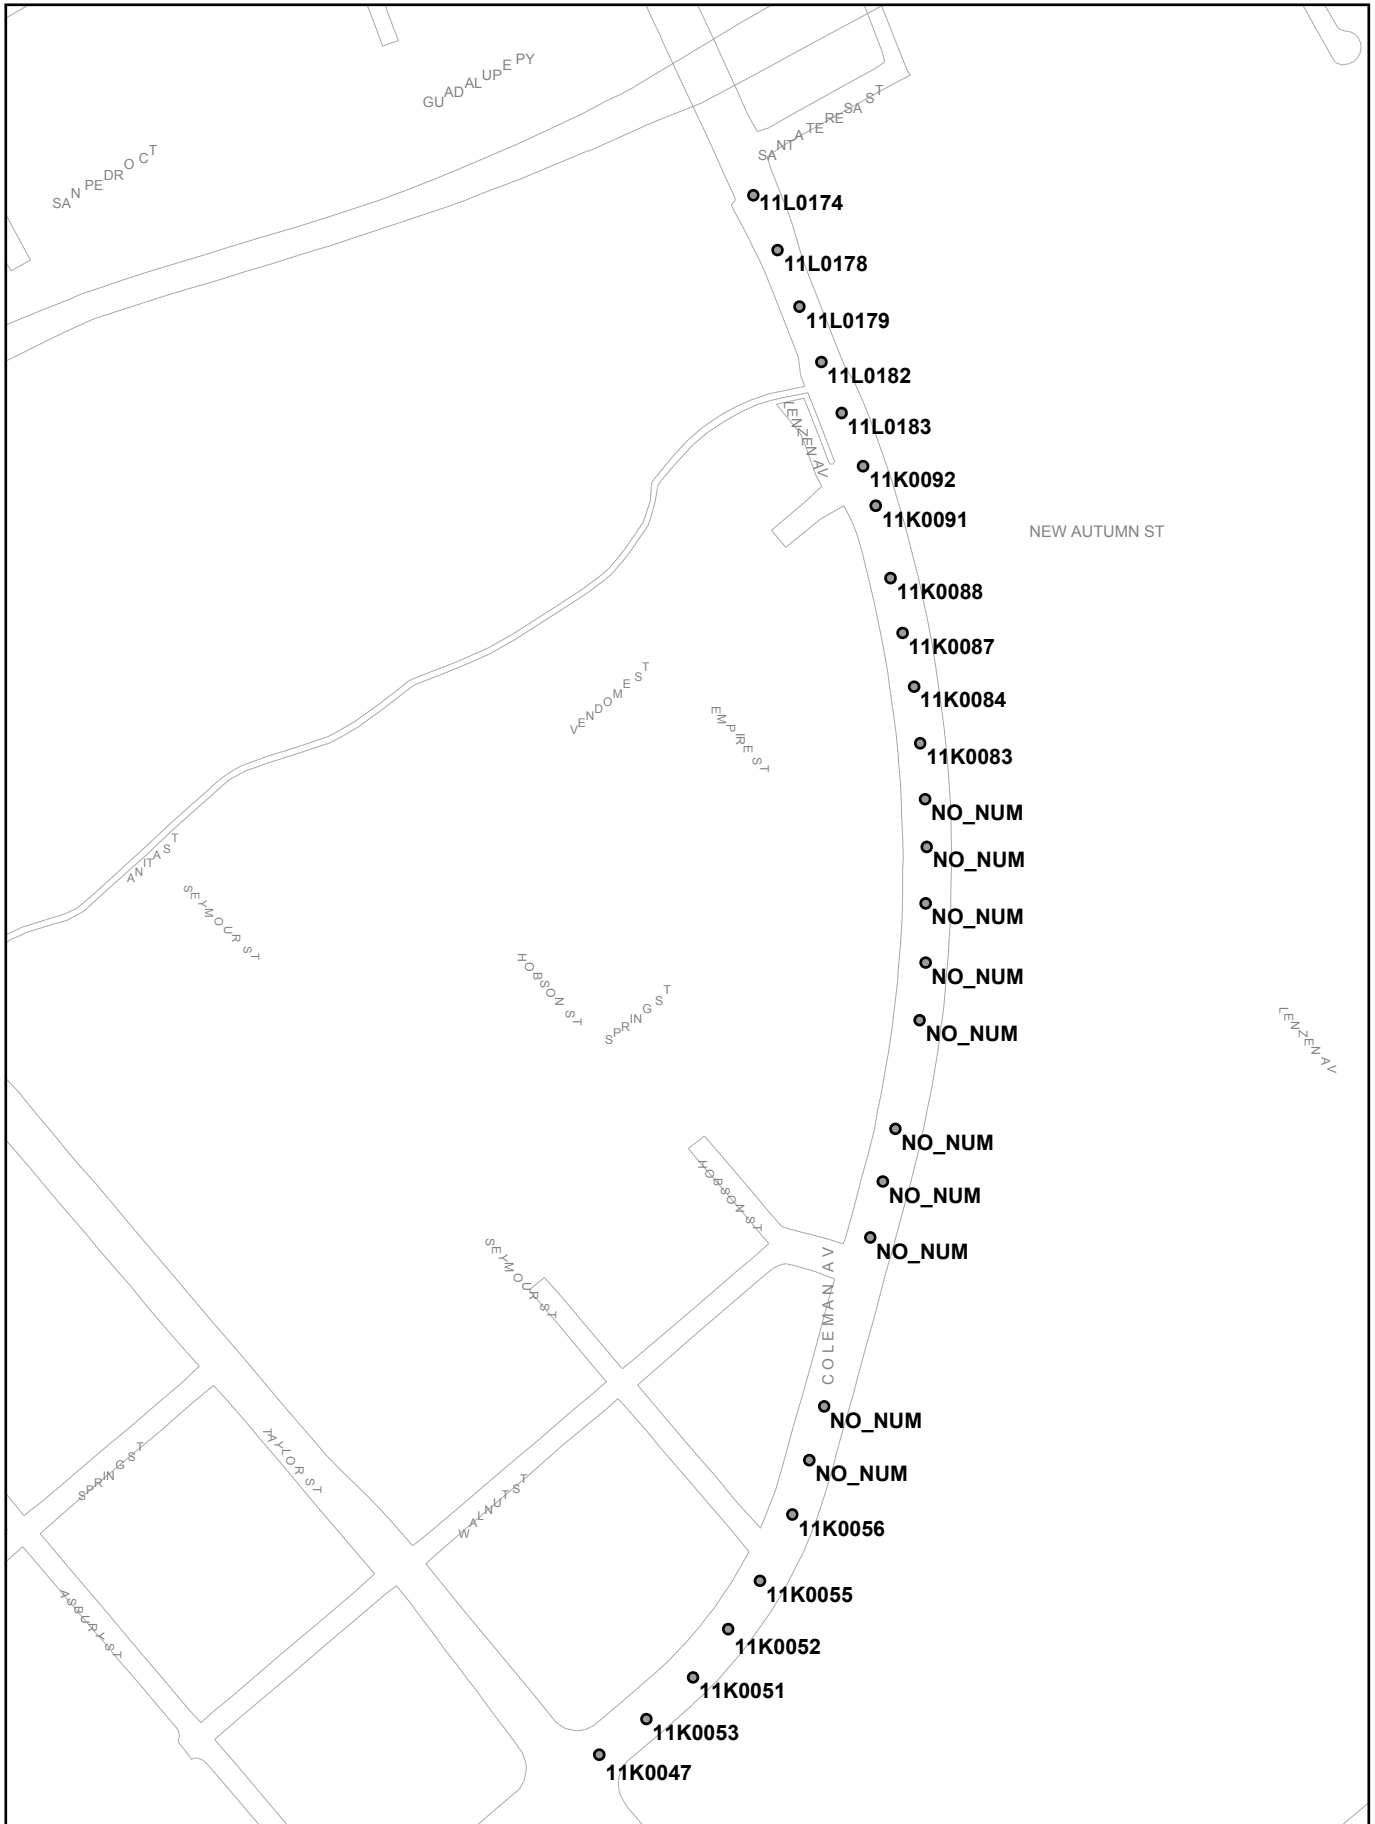 GUADALUPE PY
SANTA TERESA ST
SAN PEDRO CT
11L0174
11L0178
11L0179
11L0182
LENZEN AV
11L0183
11K0092
11K0091
NEW AUTUMN ST
11K0088
11K0087
VENDOME ST
11K0084
EMPIRE ST
11K0083
NO_NUM
ANITA ST
NO_NUM
SEYMOUR ST
NO_NUM
HOBSON ST
NO_NUM
SPRING ST
NO_NUM
LENZEN AV
NO_NUM
HOBSON ST
NO_NUM
SEYMOUR ST
NO_NUM
COLEMAN AV
NO_NUM
SPRING ST
TAYLOR ST
NO_NUM
WALNUT ST
11K0056
11K0055
ASBURY ST
11K0052
11K0051
11K0053
11K0047